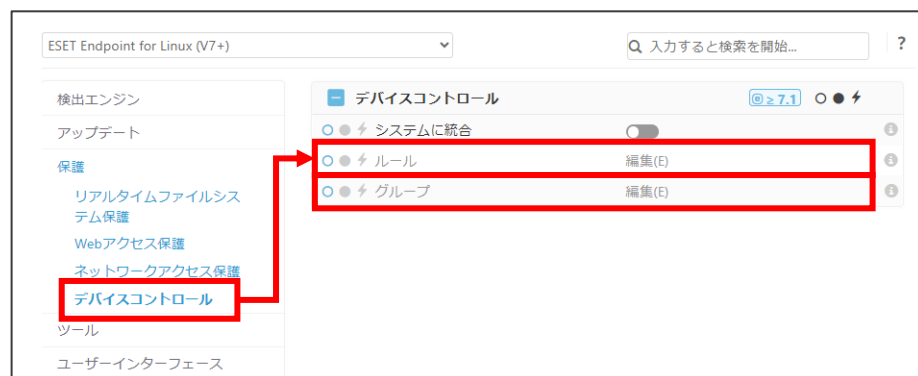 ESET Endpoint for Linux (V7+)
入力すると検索を開始...
?
検出エンジン
アップデート
保護
リアルタイムファイルシス
テム保護
Webアクセス保護
ネットワークアクセス保護
デバイスコントロール
ツール
ユーザーインターフェース
デバイスコントロール
≥ 7.1
システムに統合
ルール
編集(E)
グループ
編集(E)